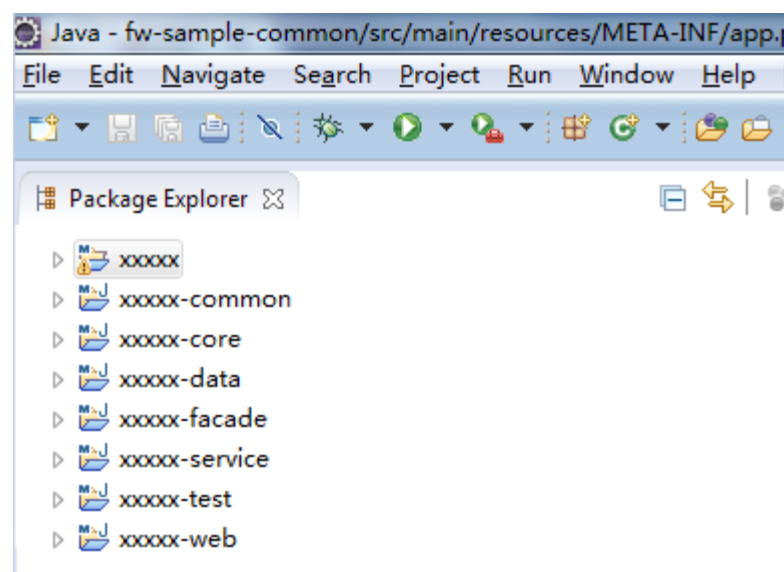 Java - fw-sample-common/src/main/resources/META-INF/app.
File Edit Navigate Search Project Run Window Help
Package Explorer
xxxxx
xxxxx-common
xxxxx-core
xxxxx-data
xxxxx-facade
xxxxx-service
xxxxx-test
xxxxx-web